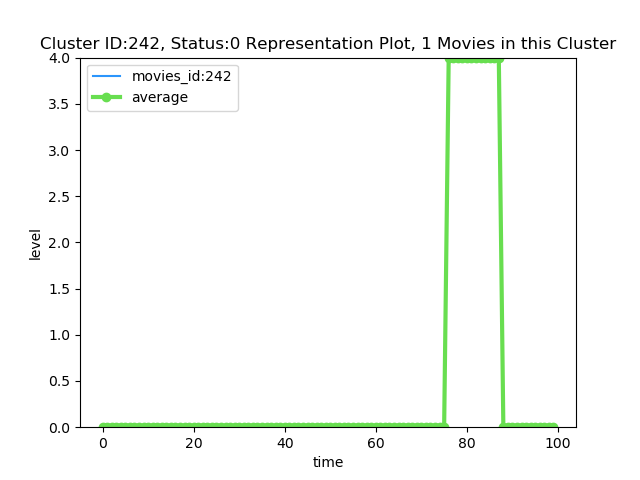 Cluster ID:242, Status:0 Representation Plot, 1 Movies in this Cluster
movies_id:242
average
level
4.0
3.5
3.0
2.5
2.0
1.5
1.0
0.5
0.0
0 20 40 60 80 100
time